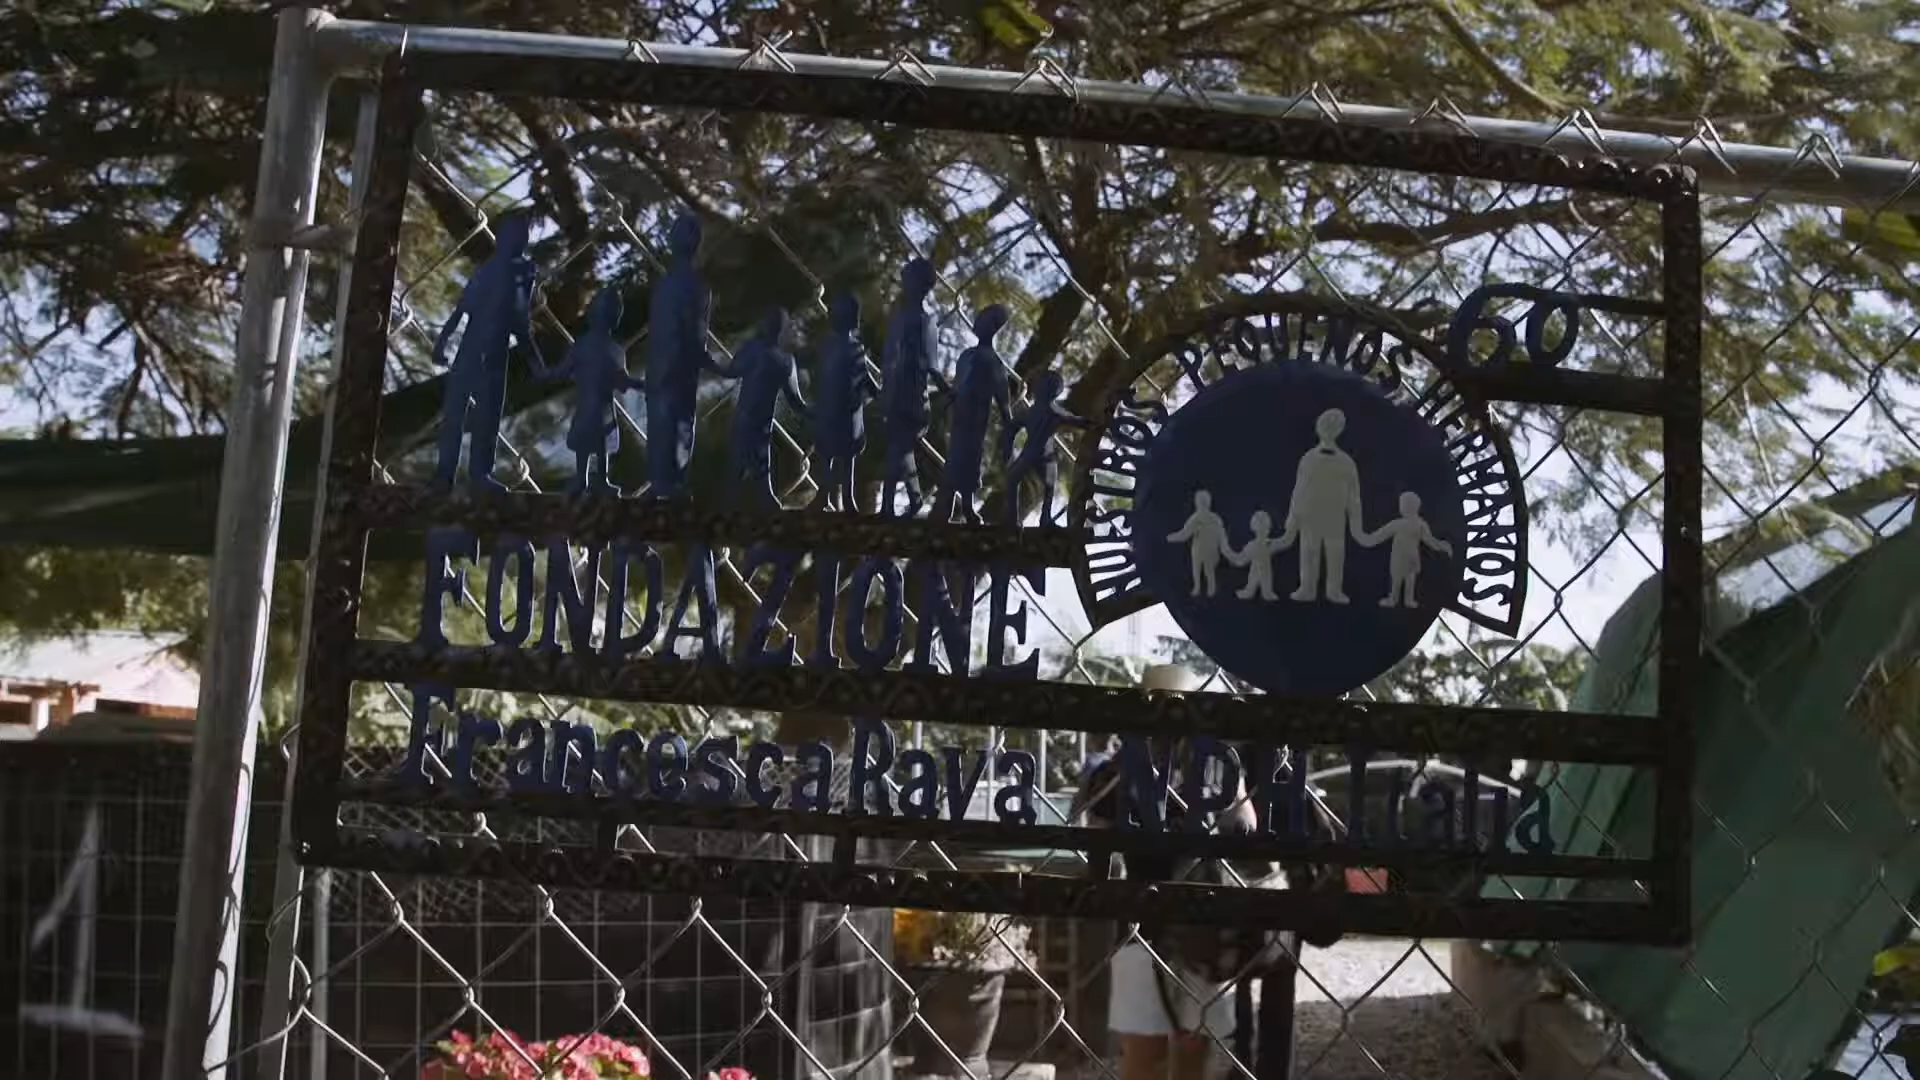 60
NUESTROS PEQUEÑOS HERMANOS
FONDAZIONE
Francesca Rava NPH Italia